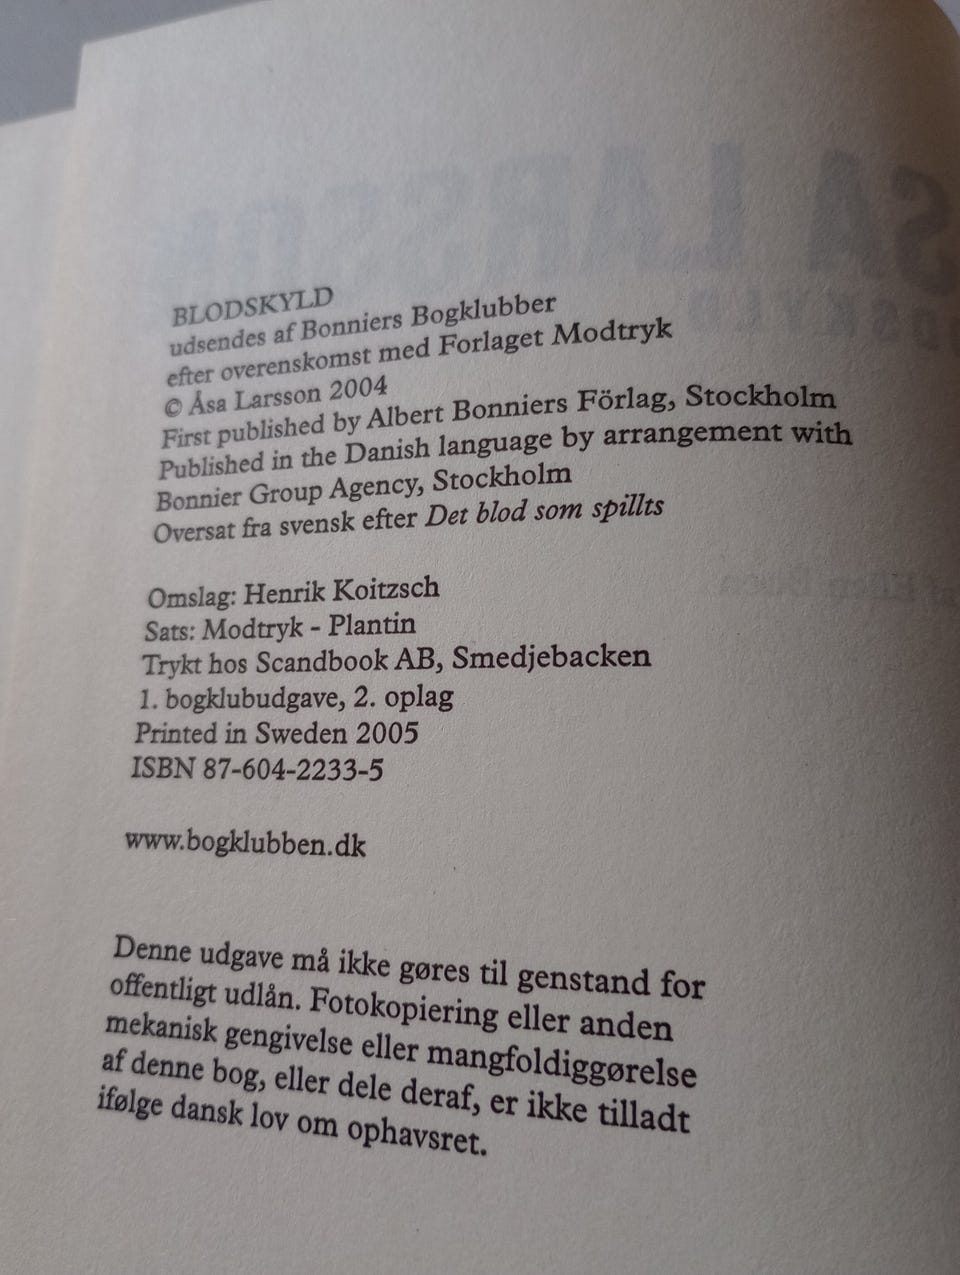 BLODSKYLD
udsendes af Bonniers Bogklubber
efter overenskomst med Forlaget Modtryk
© Åsa Larsson 2004
First published by Albert Bonniers Förlag, Stockholm
Published in the Danish language by arrangement with
Bonnier Group Agency, Stockholm
Oversat fra svensk efter Det blod som spillts
Omslag: Henrik Koitzsch
Sats: Modtryk - Plantin
Trykt hos Scandbook AB, Smedjebacken
1. bogklubudgave, 2. oplag
Printed in Sweden 2005
ISBN 87-604-2233-5
www.bogklubben.dk
Denne udgave må ikke gøres til genstand for
offentligt udlån. Fotokopiering eller anden
mekanisk gengivelse eller mangfoldiggørelse
af denne bog, eller dele deraf, er ikke tilladt
ifølge dansk lov om ophavsret.